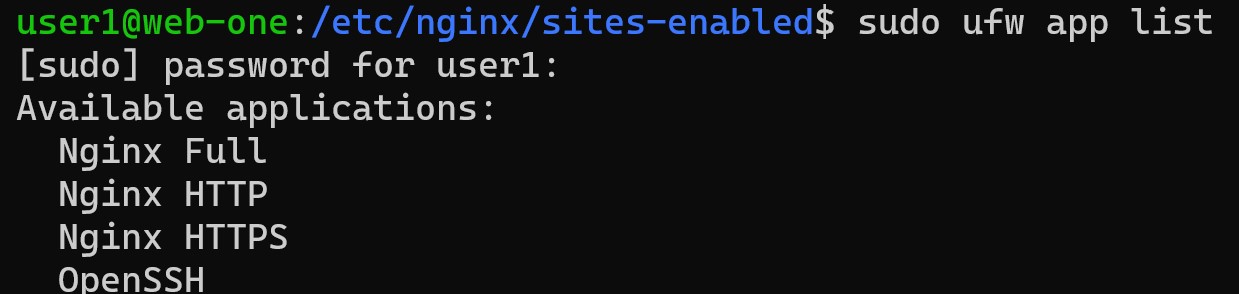 user1@web-one:/etc/nginx/sites-enabled$ sudo ufw app list
[sudo] password for user1:
Available applications:
  Nginx Full
  Nginx HTTP
  Nginx HTTPS
  OpenSSH